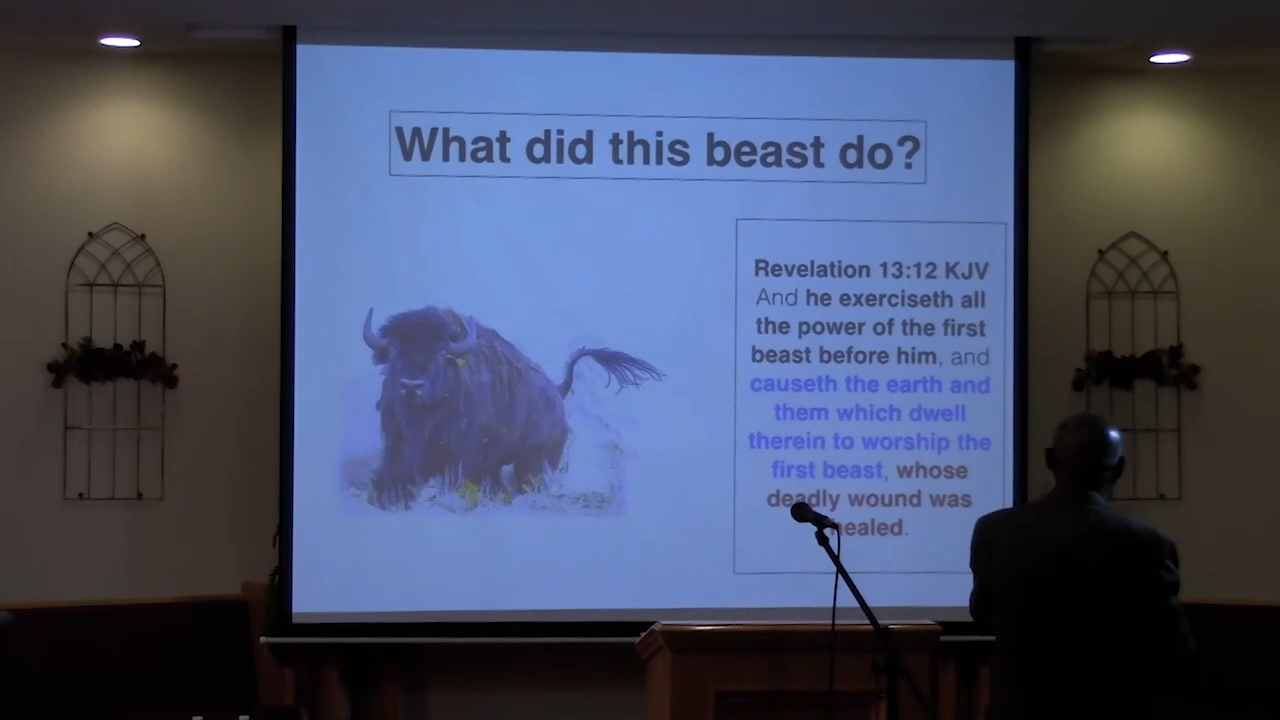 What did this beast do?
Revelation 13:12 KJV
And he exerciseth all
the power of the first
beast before him, and
causeth the earth and
them which dwell
therein to worship the
first beast, whose
deadly wound was
healed.